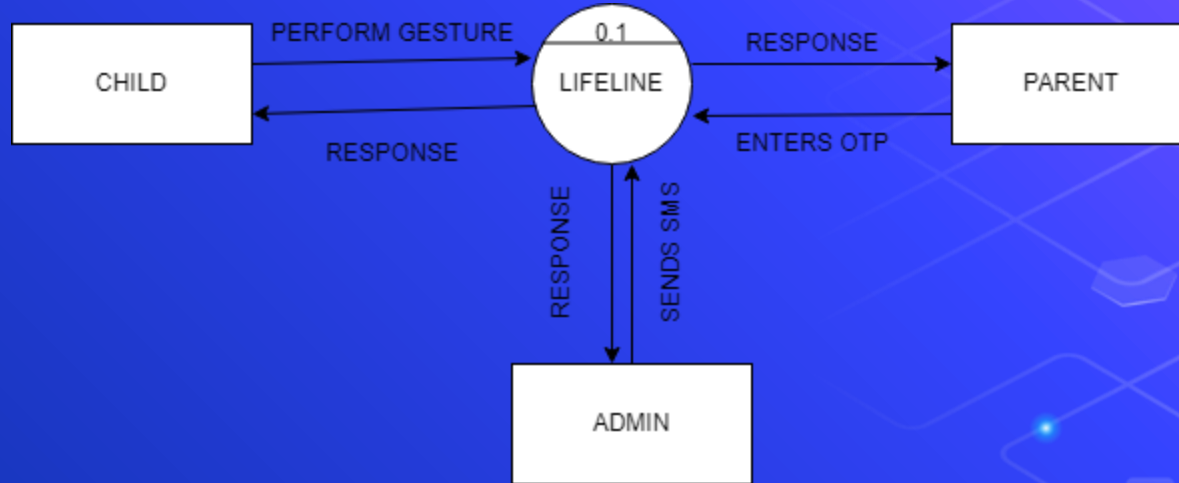 PERFORM GESTURE
0.1
RESPONSE
CHILD
LIFELINE
PARENT
RESPONSE
ENTERS OTP
RESPONSE
SENDS SMS
ADMIN